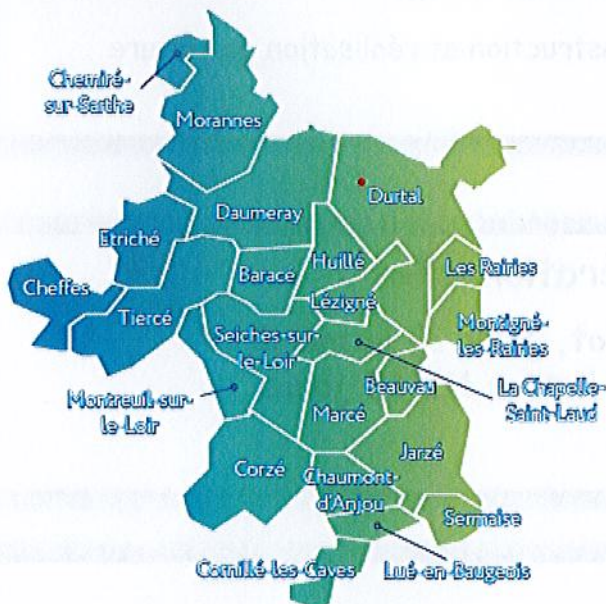 Chemiré-
sur-Sarthe
Morannes
Durtal
Daumeray
Etriché
Huillé
Les Rairies
Baracé
Cheffes
Lézigné
Tiercé
Seiches-sur-
le-Loir
Montigné-
les-Rairies
Beauvau
La Chapelle-
Saint-Laud
Montreuil-sur-
le-Loir
Marcé
Jarzé
Corzé
Chaumont-
d'Anjou
Sermaise
Cornillé-les-Caves
Lué-en-Baugeois